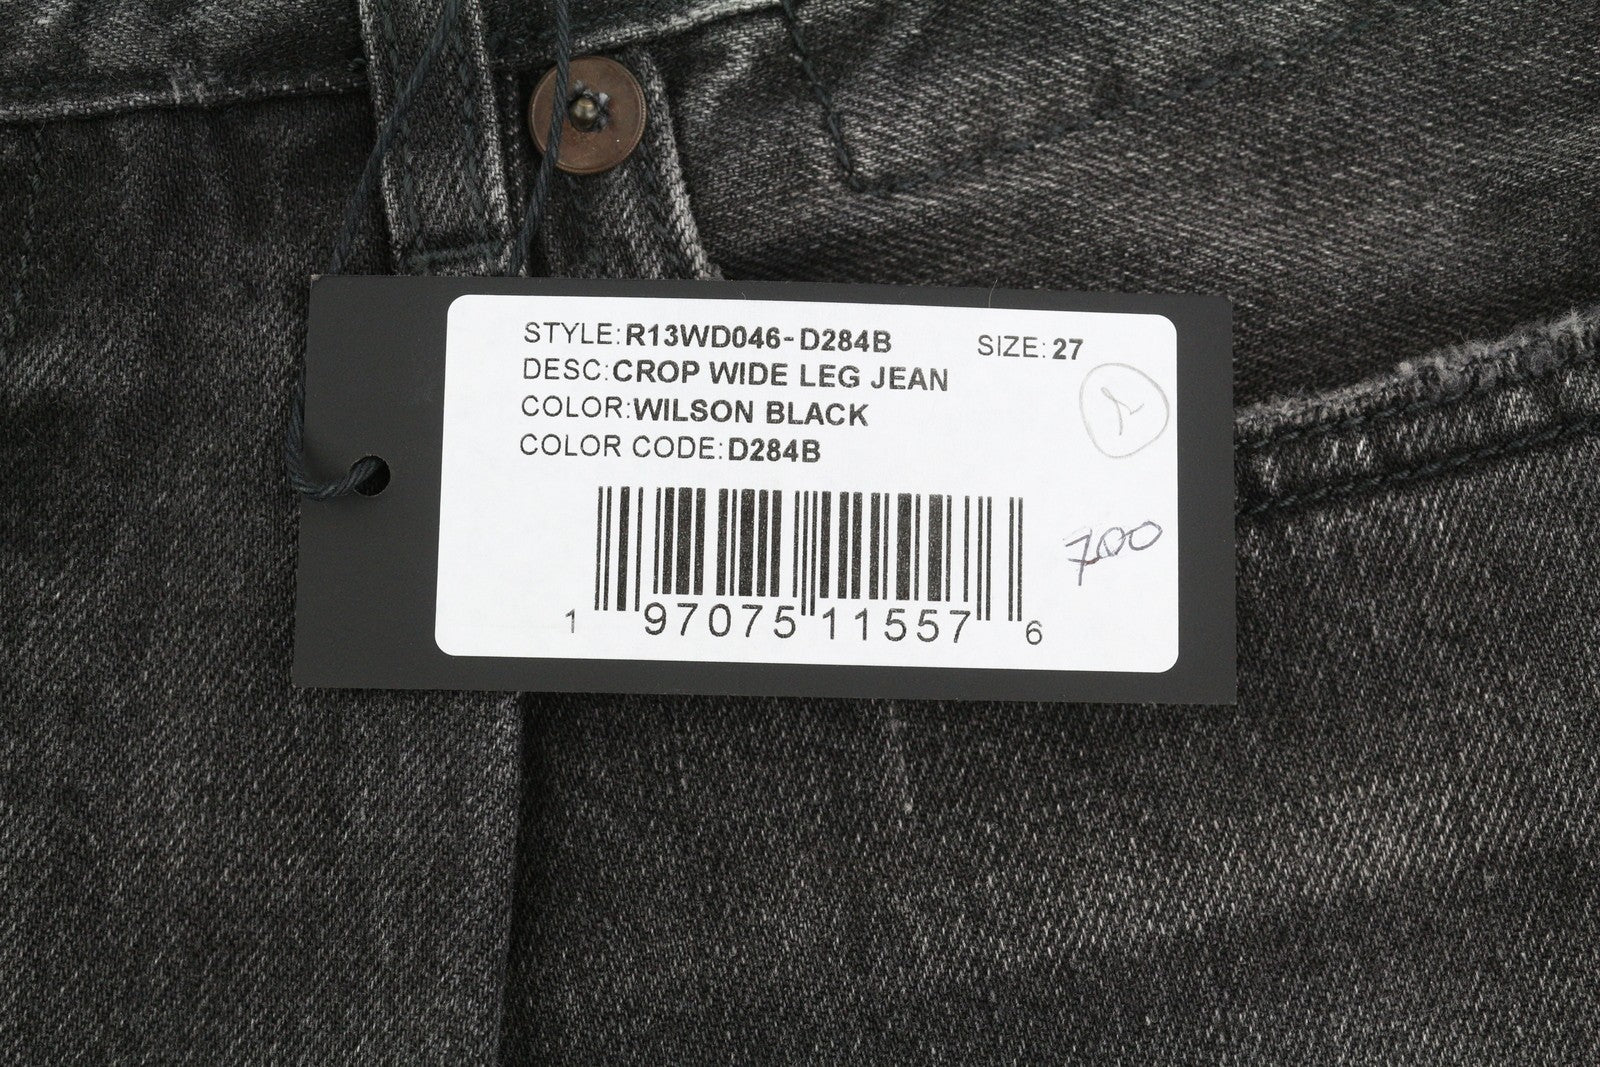 STYLE: R13WD046-D284B SIZE: 27
DESC: CROP WIDE LEG JEAN
COLOR: WILSON BLACK
COLOR CODE: D284B
700
1 97075 11557 6